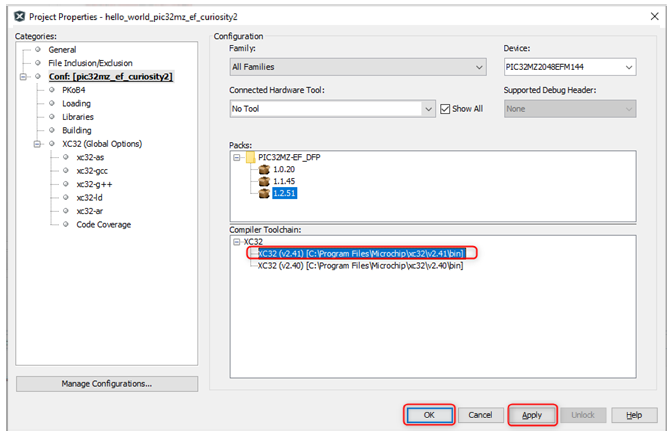 Project Properties - hello_world_pic32mz_ef_curiosity2
Categories:
General
File Inclusion/Exclusion
Conf: [pic32mz_ef_curiosity2]
PKoB4
Loading
Libraries
Building
XC32 (Global Options)
xc32-as
xc32-gcc
xc32-g++
xc32-ld
xc32-ar
Code Coverage
Manage Configurations...
Configuration
Family:
All Families
Device:
PIC32MZ2048EFM144
Connected Hardware Tool:
No Tool
Show All
Supported Debug Header:
None
Packs:
PIC32MZ-EF_DFP
1.0.20
1.1.45
1.2.51
Compiler Toolchain:
XC32
XC32 (v2.41) [C:\Program Files\Microchip\xc32\v2.41\bin]
XC32 (v2.40) [C:\Program Files\Microchip\xc32\v2.40\bin]
OK
Cancel
Apply
Unlock
Help